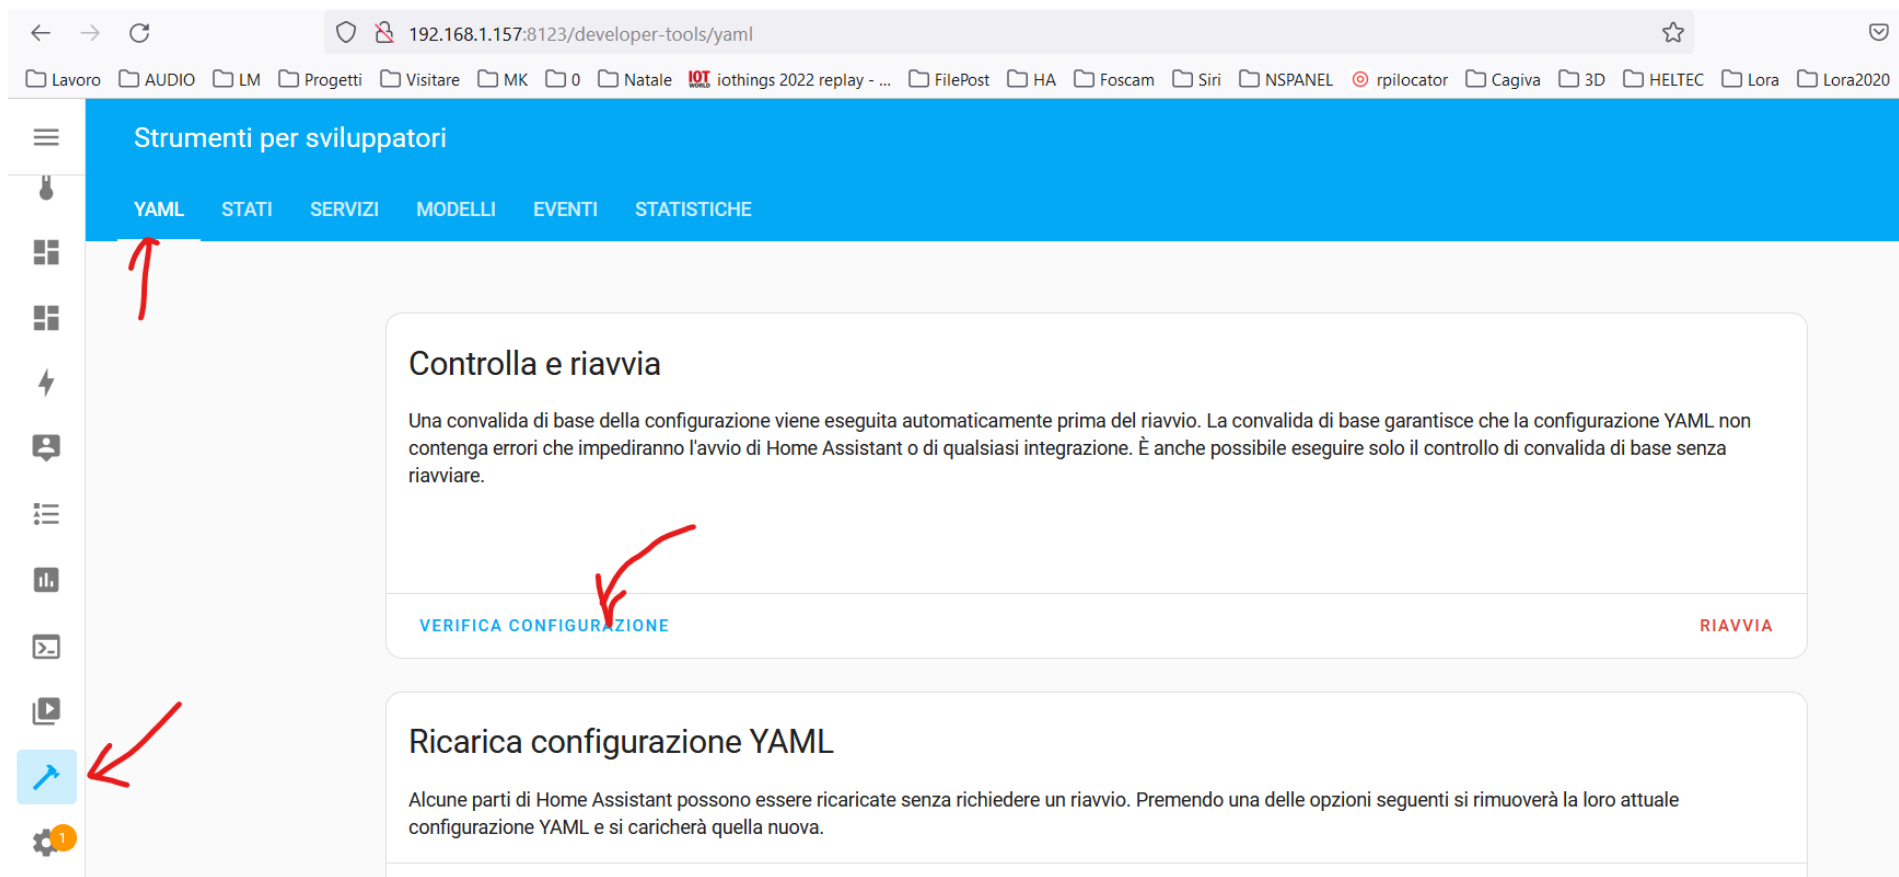 192.168.1.157:8123/developer-tools/yaml
Lavoro AUDIO LM Progetti Visitare MK 0 Natale IOT WORLD iothings 2022 replay - ... FilePost HA Foscam Siri NSPANEL rpilocator Cagiva 3D HELTEC Lora Lora2020
Strumenti per sviluppatori
YAML STATI SERVIZI MODELLI EVENTI STATISTICHE
Controlla e riavvia
Una convalida di base della configurazione viene eseguita automaticamente prima del riavvio. La convalida di base garantisce che la configurazione YAML non
contenga errori che impediranno l'avvio di Home Assistant o di qualsiasi integrazione. È anche possibile eseguire solo il controllo di convalida di base senza
riavviare.
VERIFICA CONFIGURAZIONE RIAVVIA
Ricarica configurazione YAML
Alcune parti di Home Assistant possono essere ricaricate senza richiedere un riavvio. Premendo una delle opzioni seguenti si rimuoverà la loro attuale
configurazione YAML e si caricherà quella nuova.
1